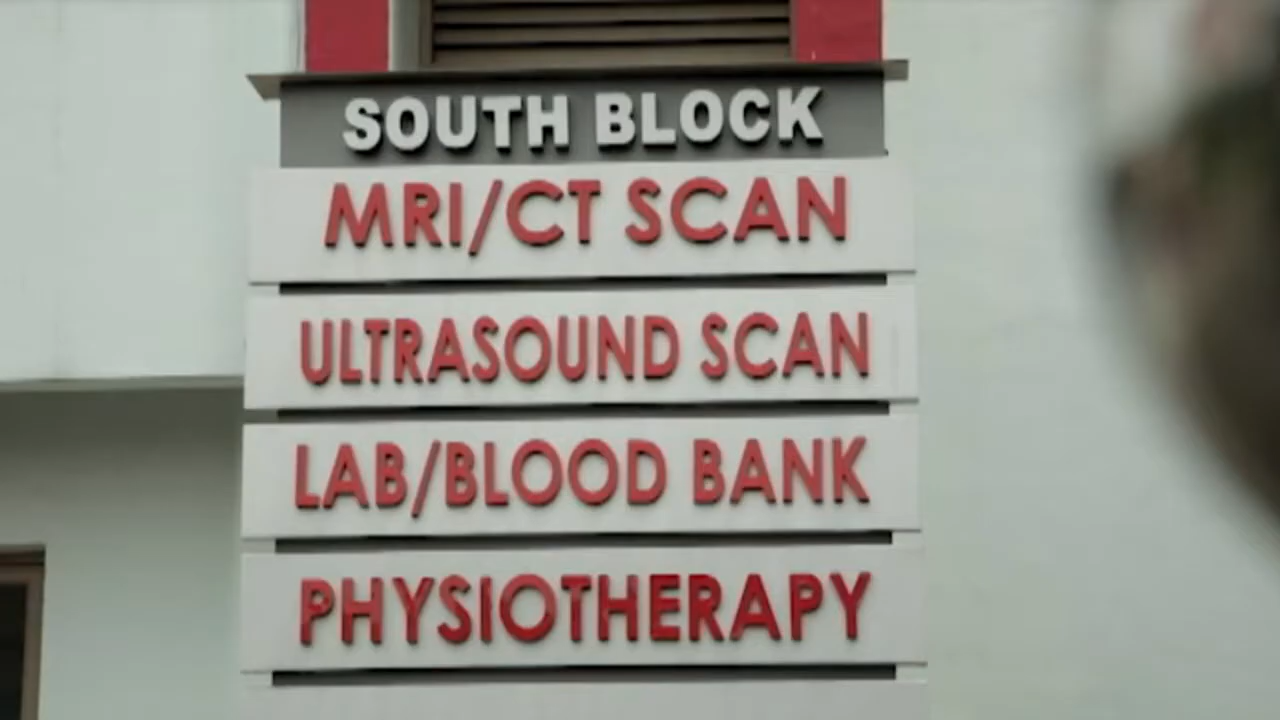 SOUTH BLOCK
MRI/CT SCAN
ULTRASOUND SCAN
LAB/BLOOD BANK
PHYSIOTHERAPY